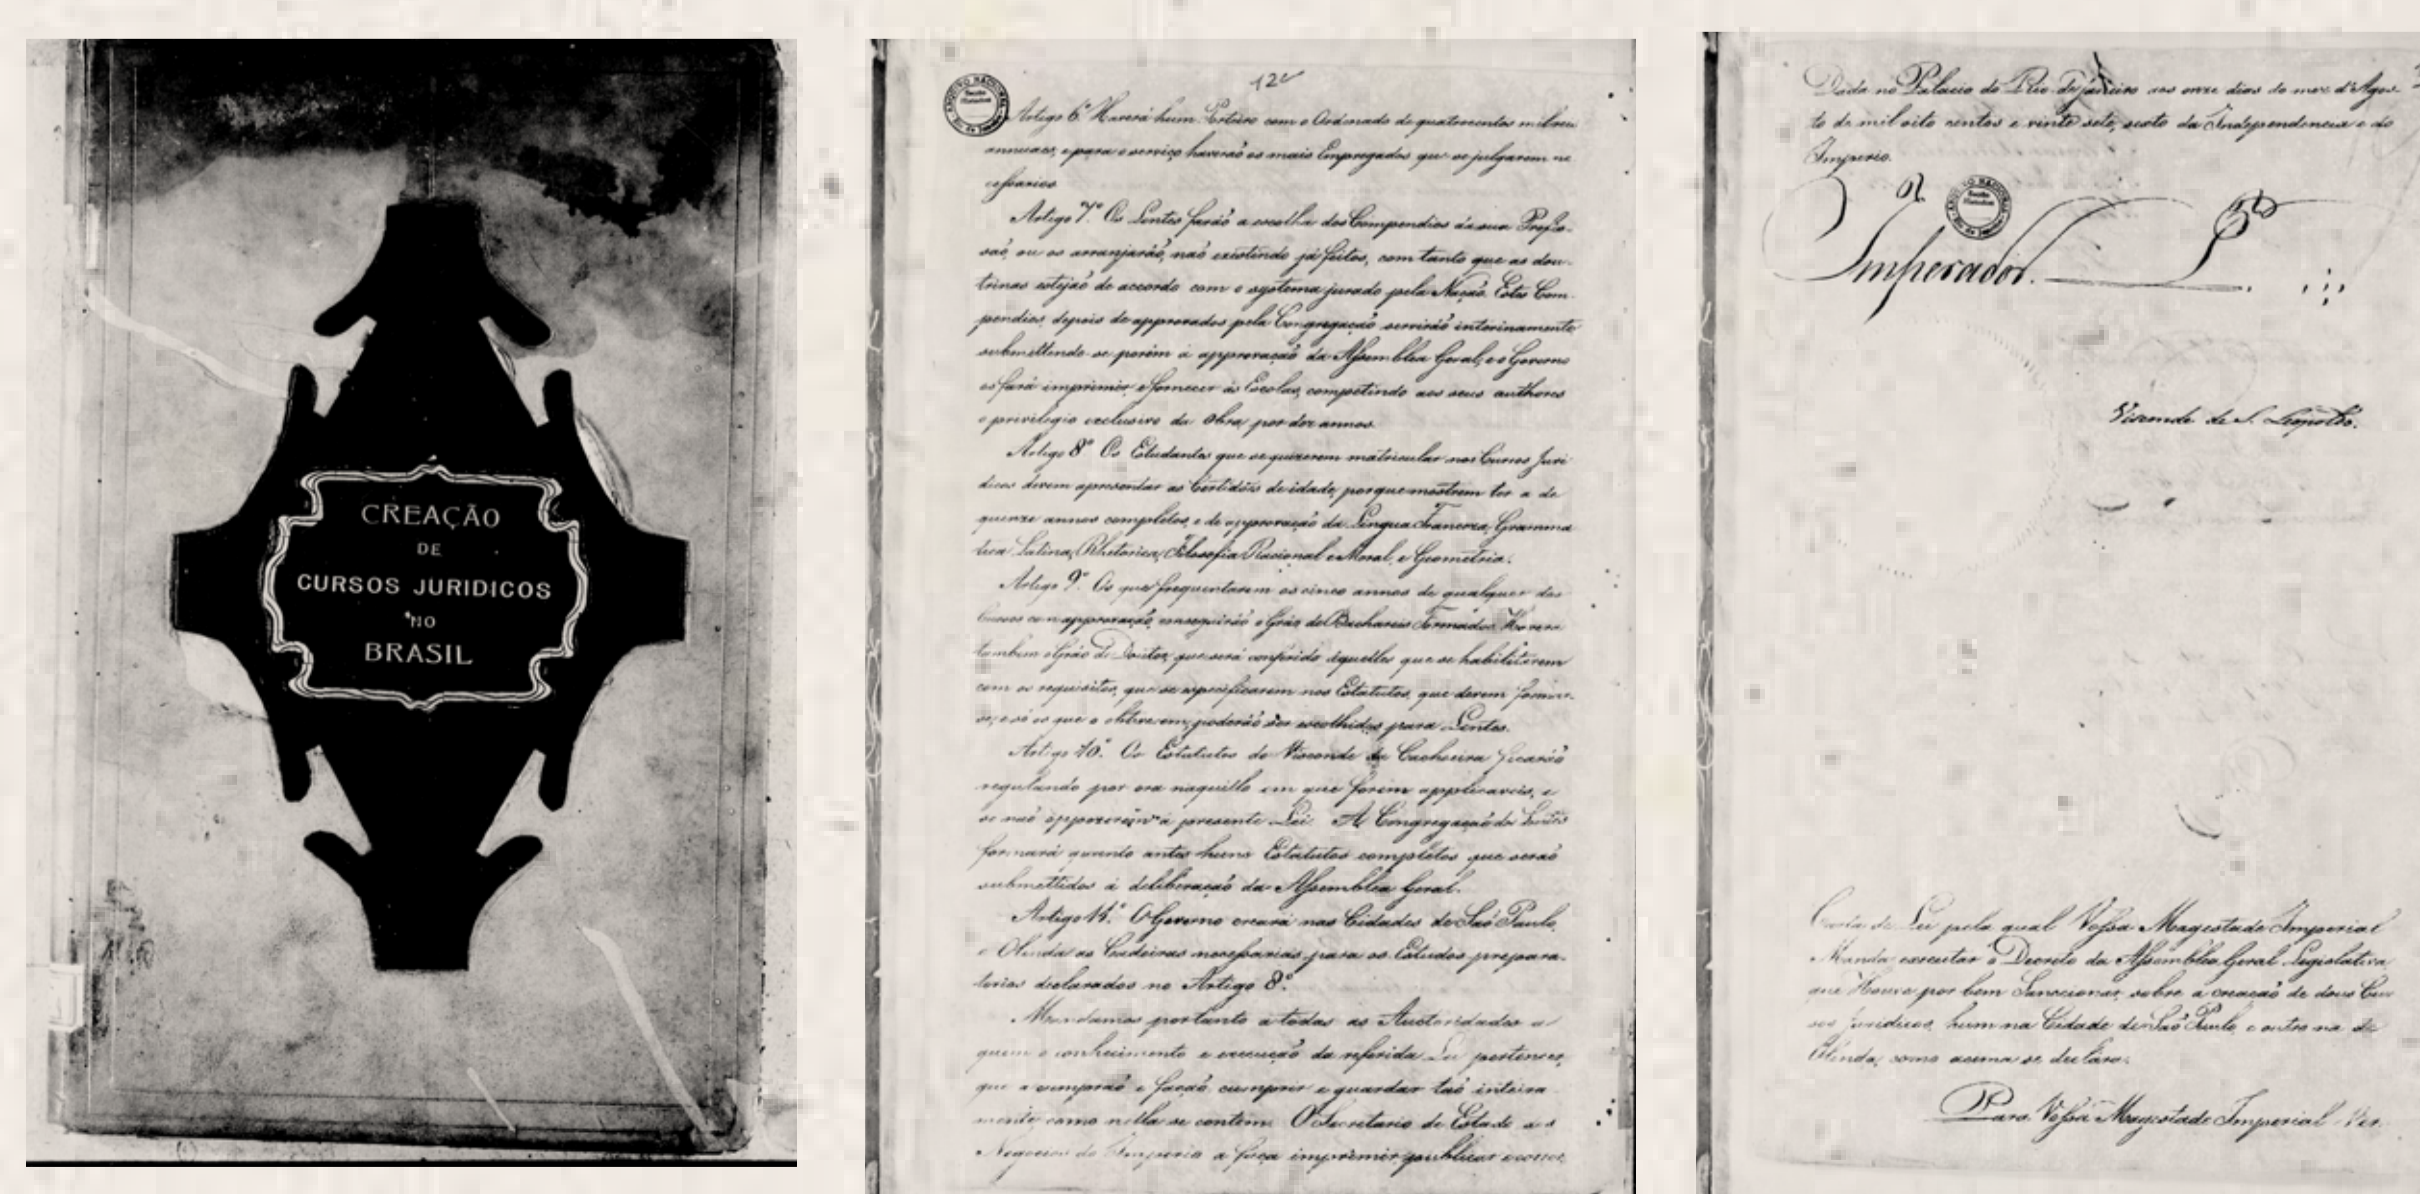 CREAÇÃO
DE
CURSOS JURIDICOS
NO
BRASIL
ARQUIVO NACIONAL
12
Artigo 6º Haverá hum Porteiro com o Ordenado de quatrocentos mil reis
annuaes, e para o serviço haverão os mais Empregados que se julgarem ne
cessarios.
Artigo 7º Os Lentes farão a escolha dos Compendios da sua Profis-
são, ou os arranjarão, não existindo já feitos, com tanto que as dou-
trinas estejão de accordo com o systema jurado pela Nação. Estes Com-
pendios, depois de approvados pela Congregação servirão interinamente
submettendo-se porém á approvação da Assemblea Geral, e o Governo
os fará imprimir e fornecer ás Escolas, competindo aos seus authores
o privilegio exclusivo da obra, por dez annos.
Artigo 8º Os Estudantes que se quizerem matricular nos Cursos Juri
dicos devem apresentar as Certidões de idade, porque mostrem ter a de
quinze annos completos, e de approvação da Lingua Franceza, Gramma
tica Latina, Rhetorica, Filosofia Racional e Moral, e Geometria.
Artigo 9º Os que frequentarem os cinco annos de qualquer dos
Cursos com approvação, conseguirão o Gráo de Bachareis Formados. Haverá
tambem o Gráo de Doutor, que será conferido áquelles que se habilitarem
com os requisitos, que se especificarem nos Estatutos, que devem formar-
se, e só os que o obtiverem, poderão ser escolhidos para Lentes.
Artigo 10º Os Estatutos do Visconde da Cachoeira ficarão
regulando por ora naquillo em que forem applicaveis, e
se não oppozerem á presente Lei. A Congregação dos Lentes
formará quanto antes huns Estatutos completos que serão
submettidos á deliberação da Assemblea Geral.
Artigo 11º O Governo creará nas Cidades de São Paulo,
e Olinda as Cadeiras necessarias para os Estudos prepara-
torios declarados no Artigo 8º
Mandamos portanto a todas as Auctoridades a
quem o conhecimento e execução da referida Lei pertencer,
que a cumprão e fação cumprir e guardar tão inteira
mente como nella se contem. O Secretario de Estado dos
Negocios do Imperio a faça imprimir, publicar e correr.
Dada no Palacio do Rio de Janeiro aos onze dias do mez d'Agos
to de mil oito centos e vinte sete, sexto da Independencia e do
Imperio.
ARQUIVO NACIONAL
Imperador
Visconde de S. Leopoldo.
Carta de Lei pela qual Vossa Magestade Imperial
Manda executar o Decreto da Assemblea Geral Legislativa
que Houve por bem Sanccionar, sobre a creação de dous Cur
sos Juridicos, hum na Cidade de São Paulo, e outro na de
Olinda, como acima se declara.
Para Vossa Magestade Imperial Ver.